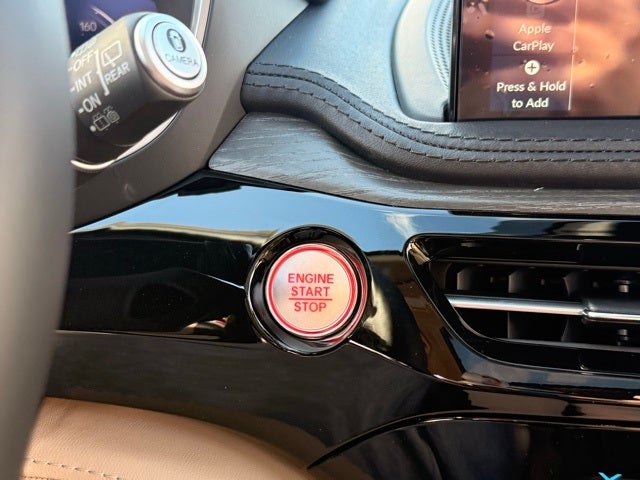 160
OFF
INT
REAR
ON
CAMERA
Apple
CarPlay
Press & Hold
to Add
ENGINE
START
STOP